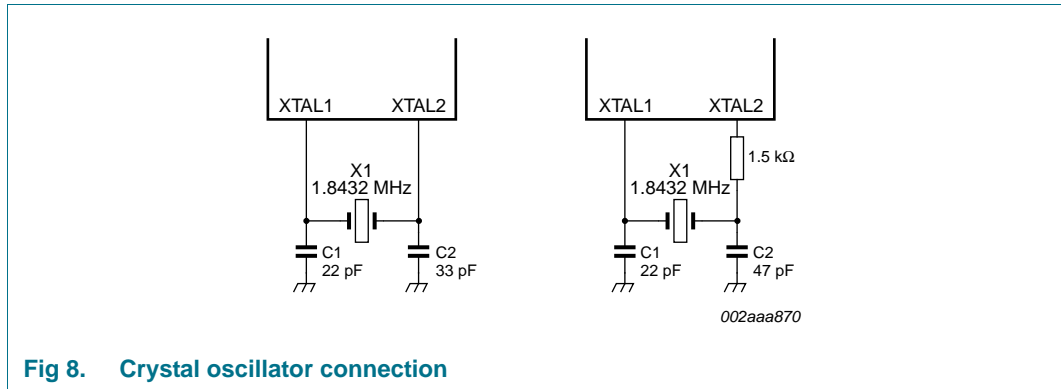 XTAL1 XTAL2
X1
1.8432 MHz
C1
22 pF
C2
33 pF
XTAL1 XTAL2
1.5 kΩ
X1
1.8432 MHz
C1
22 pF
C2
47 pF
002aaa870
Fig 8. Crystal oscillator connection